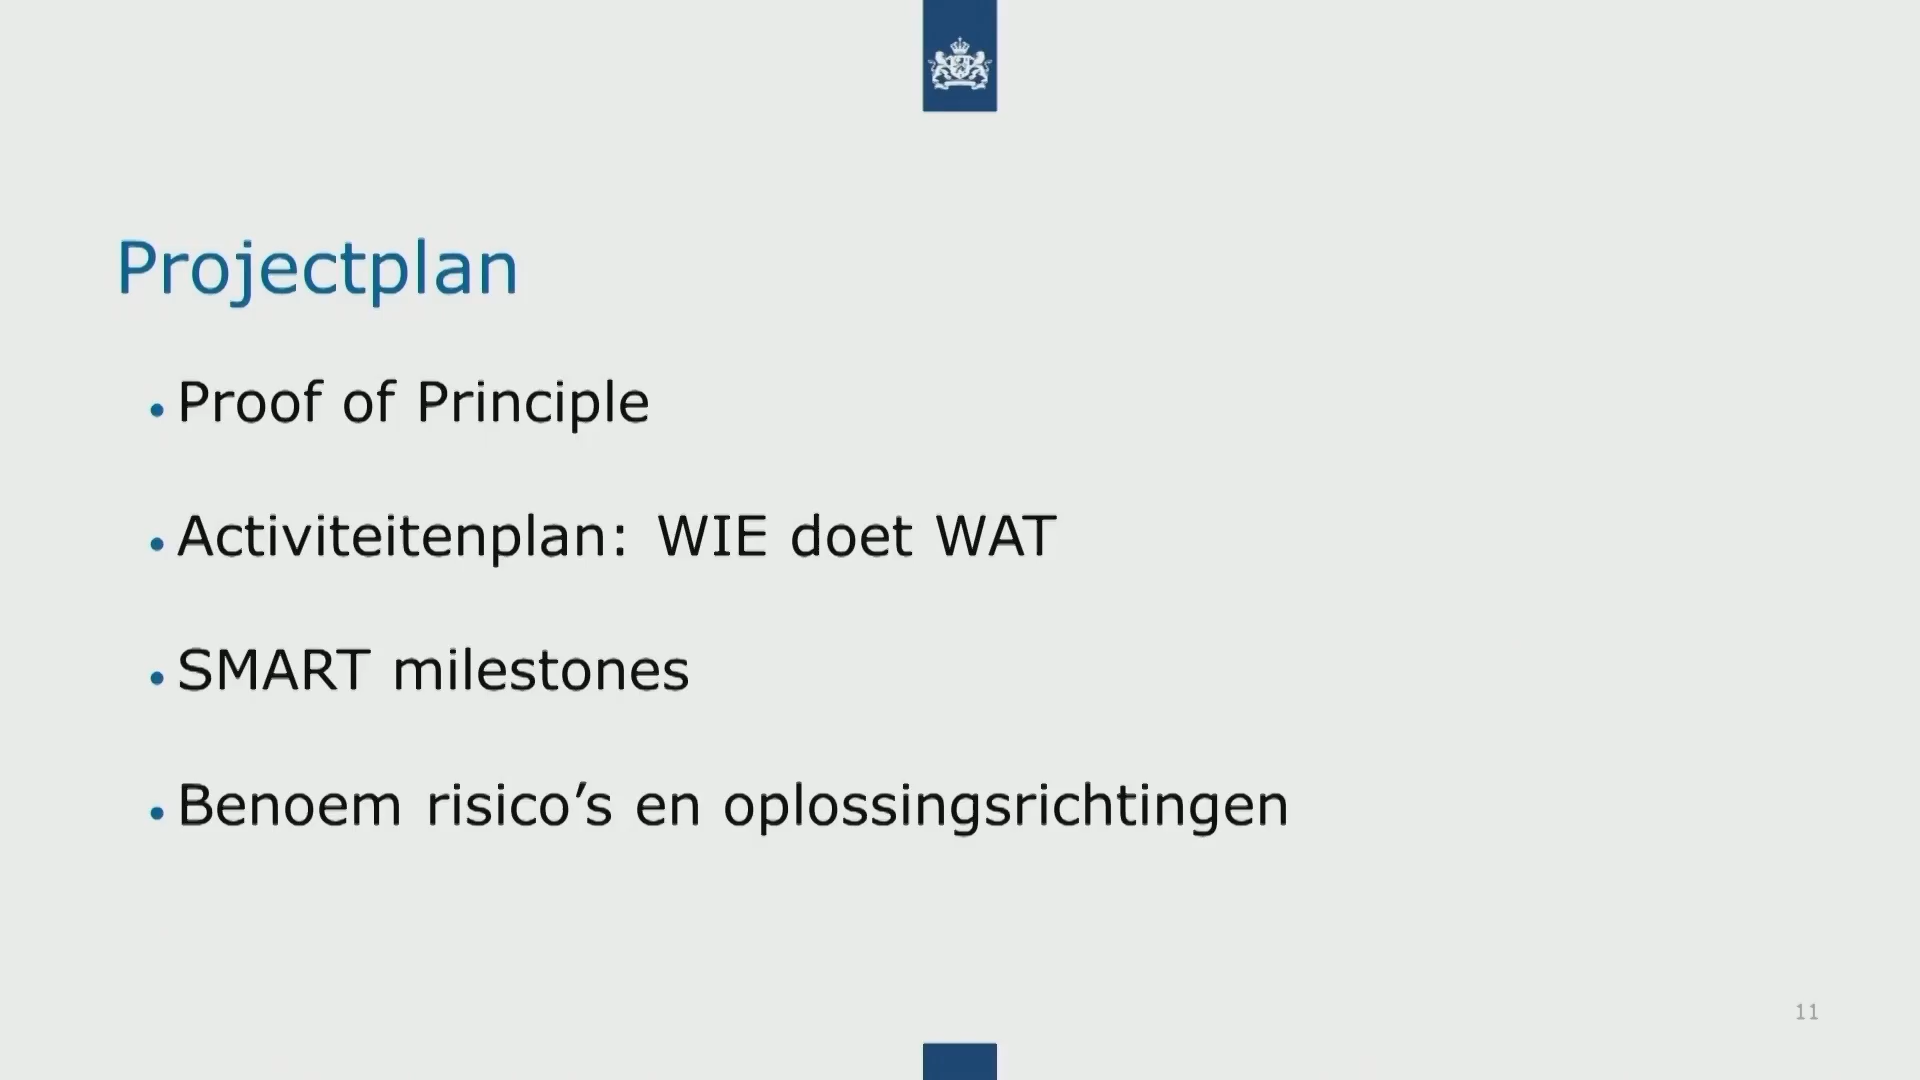 Projectplan
• Proof of Principle
• Activiteitenplan: WIE doet WAT
• SMART milestones
• Benoem risico’s en oplossingsrichtingen
11